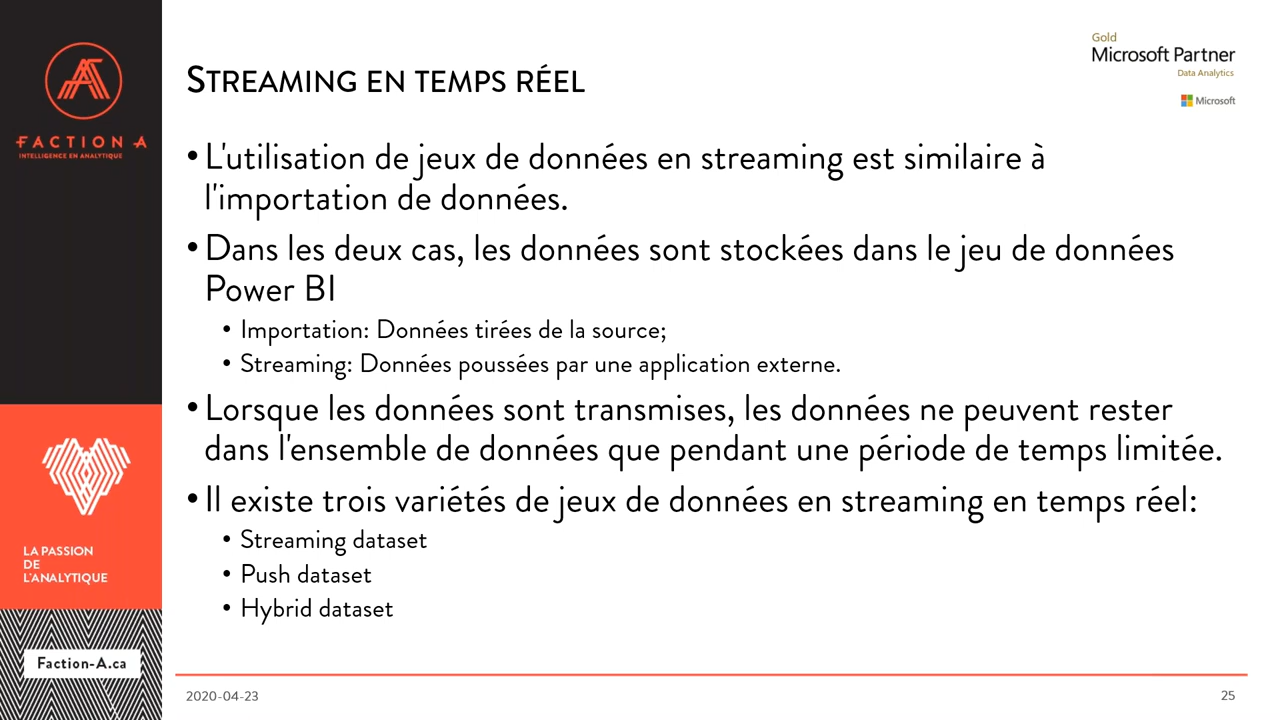 FACTION A
INTELLIGENCE EN ANALYTIQUE
Gold
Microsoft Partner
Data Analytics
Microsoft
STREAMING EN TEMPS RÉEL
• L'utilisation de jeux de données en streaming est similaire à
l'importation de données.
• Dans les deux cas, les données sont stockées dans le jeu de données
Power BI
• Importation: Données tirées de la source;
• Streaming: Données poussées par une application externe.
• Lorsque les données sont transmises, les données ne peuvent rester
dans l'ensemble de données que pendant une période de temps limitée.
• Il existe trois variétés de jeux de données en streaming en temps réel:
• Streaming dataset
• Push dataset
• Hybrid dataset
LA PASSION
DE
L'ANALYTIQUE
Faction-A.ca
2020-04-23
25